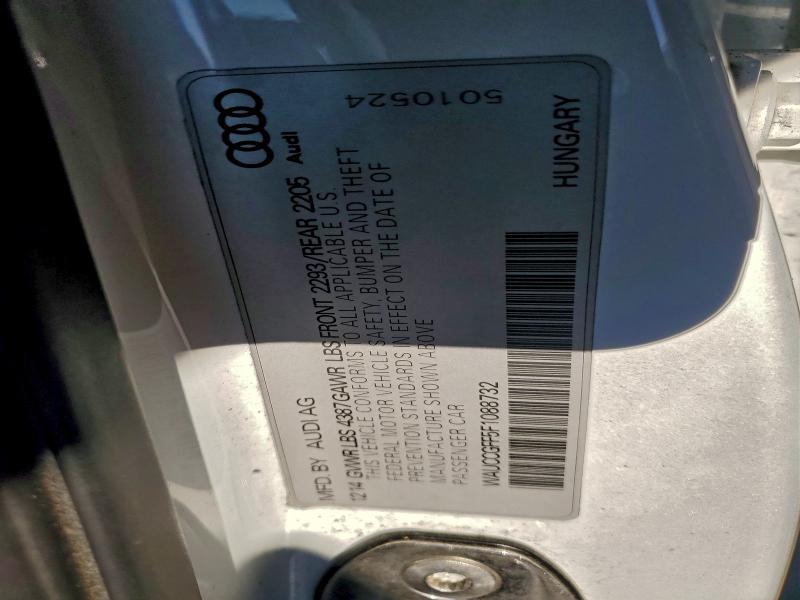 MFD. BY AUDI AG
12 14 GVWR LBS 4387 GAWR LBS FRONT 2293/REAR 2205
THIS VEHICLE CONFORMS TO ALL APPLICABLE U.S.
FEDERAL MOTOR VEHICLE SAFETY, BUMPER AND THEFT
PREVENTION STANDARDS IN EFFECT ON THE DATE OF
MANUFACTURE SHOWN ABOVE
PASSENGER CAR
WAUCCGFF5F1088732
Audi
HUNGARY
5010524